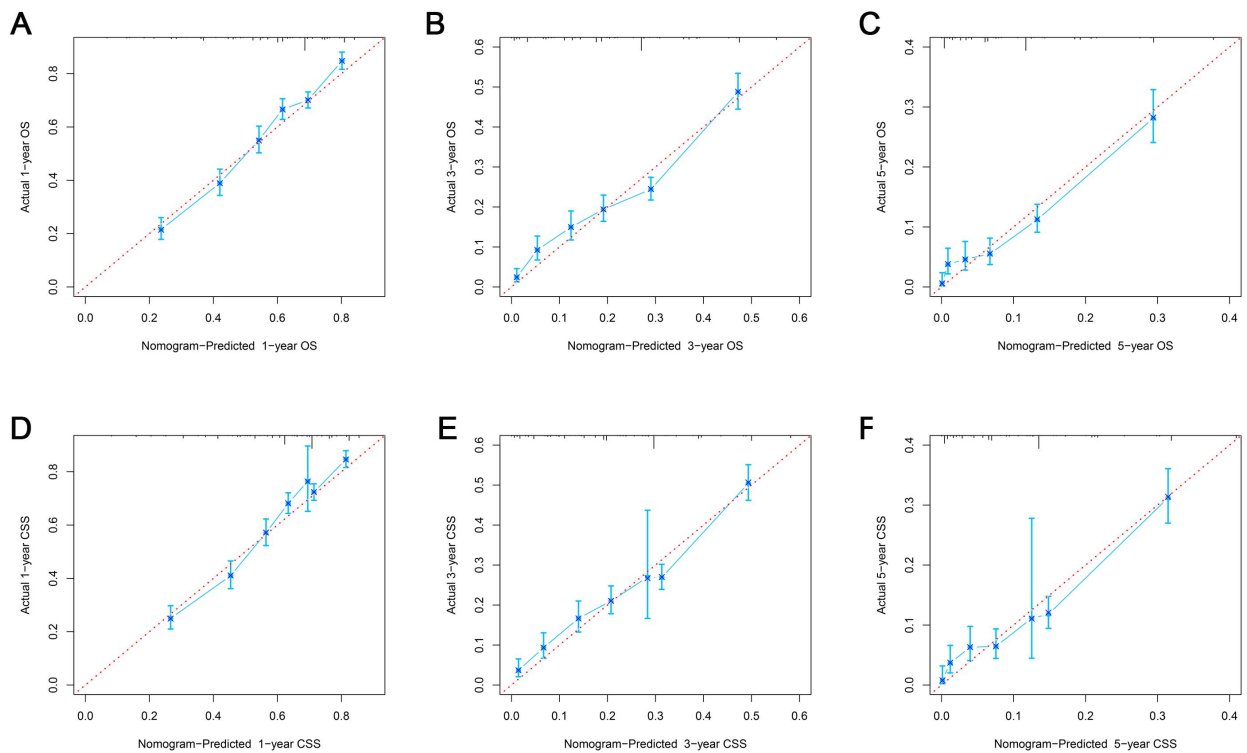 A
Actual 1−year OS
0.8
0.6
0.4
0.2
0.0
0.0 0.2 0.4 0.6 0.8
Nomogram−Predicted 1−year OS
B
Actual 3−year OS
0.6
0.5
0.4
0.3
0.2
0.1
0.0
0.0 0.1 0.2 0.3 0.4 0.5 0.6
Nomogram−Predicted 3−year OS
C
Actual 5−year OS
0.4
0.3
0.2
0.1
0.0
0.0 0.1 0.2 0.3 0.4
Nomogram−Predicted 5−year OS
D
Actual 1−year CSS
0.8
0.6
0.4
0.2
0.0
0.0 0.2 0.4 0.6 0.8
Nomogram−Predicted 1−year CSS
E
Actual 3−year CSS
0.6
0.5
0.4
0.3
0.2
0.1
0.0
0.0 0.1 0.2 0.3 0.4 0.5 0.6
Nomogram−Predicted 3−year CSS
F
Actual 5−year CSS
0.4
0.3
0.2
0.1
0.0
0.0 0.1 0.2 0.3 0.4
Nomogram−Predicted 5−year CSS